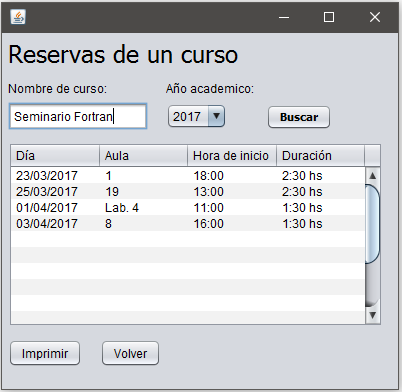 Reservas de un curso
Nombre de curso: Año academico:
Seminario Fortran 2017 Buscar
Día Aula Hora de inicio Duración
23/03/2017 1 18:00 2:30 hs
25/03/2017 19 13:00 2:30 hs
01/04/2017 Lab. 4 11:00 1:30 hs
03/04/2017 8 16:00 1:30 hs
Imprimir Volver